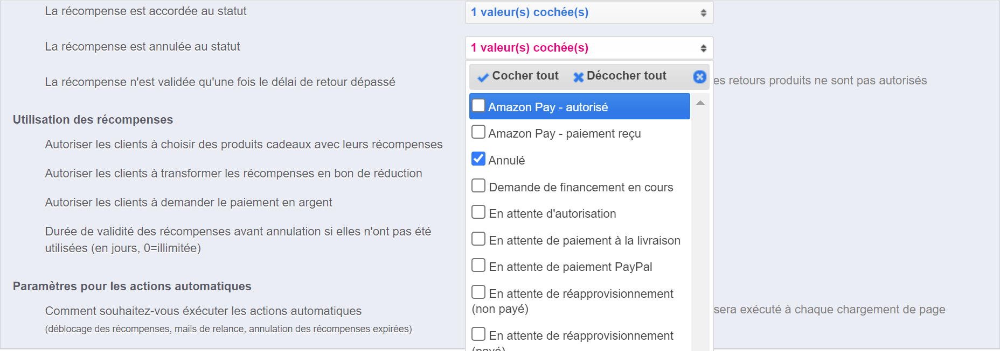 La récompense est accordée au statut
1 valeur(s) cochée(s)
La récompense est annulée au statut
1 valeur(s) cochée(s)
Cocher tout Décocher tout
La récompense n'est validée qu'une fois le délai de retour dépassé
es retours produits ne sont pas autorisés
Amazon Pay - autorisé
Amazon Pay - paiement reçu
Annulé
Demande de financement en cours
En attente d'autorisation
En attente de paiement à la livraison
En attente de paiement PayPal
En attente de réapprovisionnement
(non payé)
En attente de réapprovisionnement
(payé)
Utilisation des récompenses
Autoriser les clients à choisir des produits cadeaux avec leurs récompenses
Autoriser les clients à transformer les récompenses en bon de réduction
Autoriser les clients à demander le paiement en argent
Durée de validité des récompenses avant annulation si elles n'ont pas été
utilisées (en jours, 0=illimitée)
Paramètres pour les actions automatiques
Comment souhaitez-vous éxécuter les actions automatiques
sera exécuté à chaque chargement de page
(déblocage des récompenses, mails de relance, annulation des récompenses expirées)